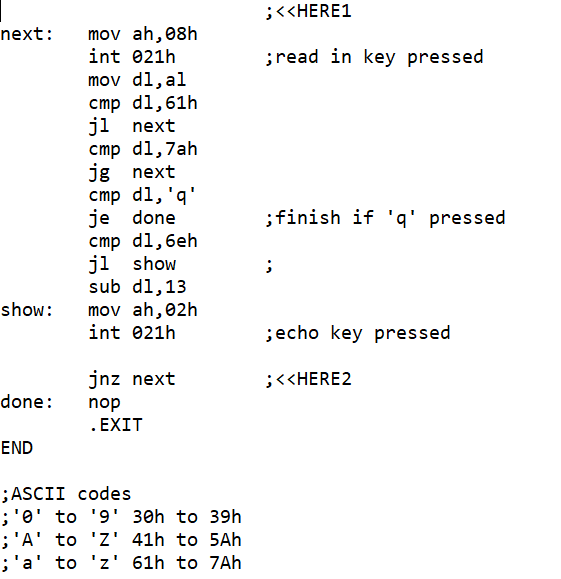 ;<<HERE1
next: mov ah,08h
int 021h ;read in key pressed
mov dl,al
cmp dl,61h
jl next
cmp dl,7ah
jg next
cmp dl,'q'
je done ;finish if 'q' pressed
cmp dl,6eh
jl show ;
sub dl,13
show: mov ah,02h
int 021h ;echo key pressed
jnz next ;<<HERE2
done: nop
.EXIT
END
;ASCII codes
;'0' to '9' 30h to 39h
;'A' to 'Z' 41h to 5Ah
;'a' to 'z' 61h to 7Ah